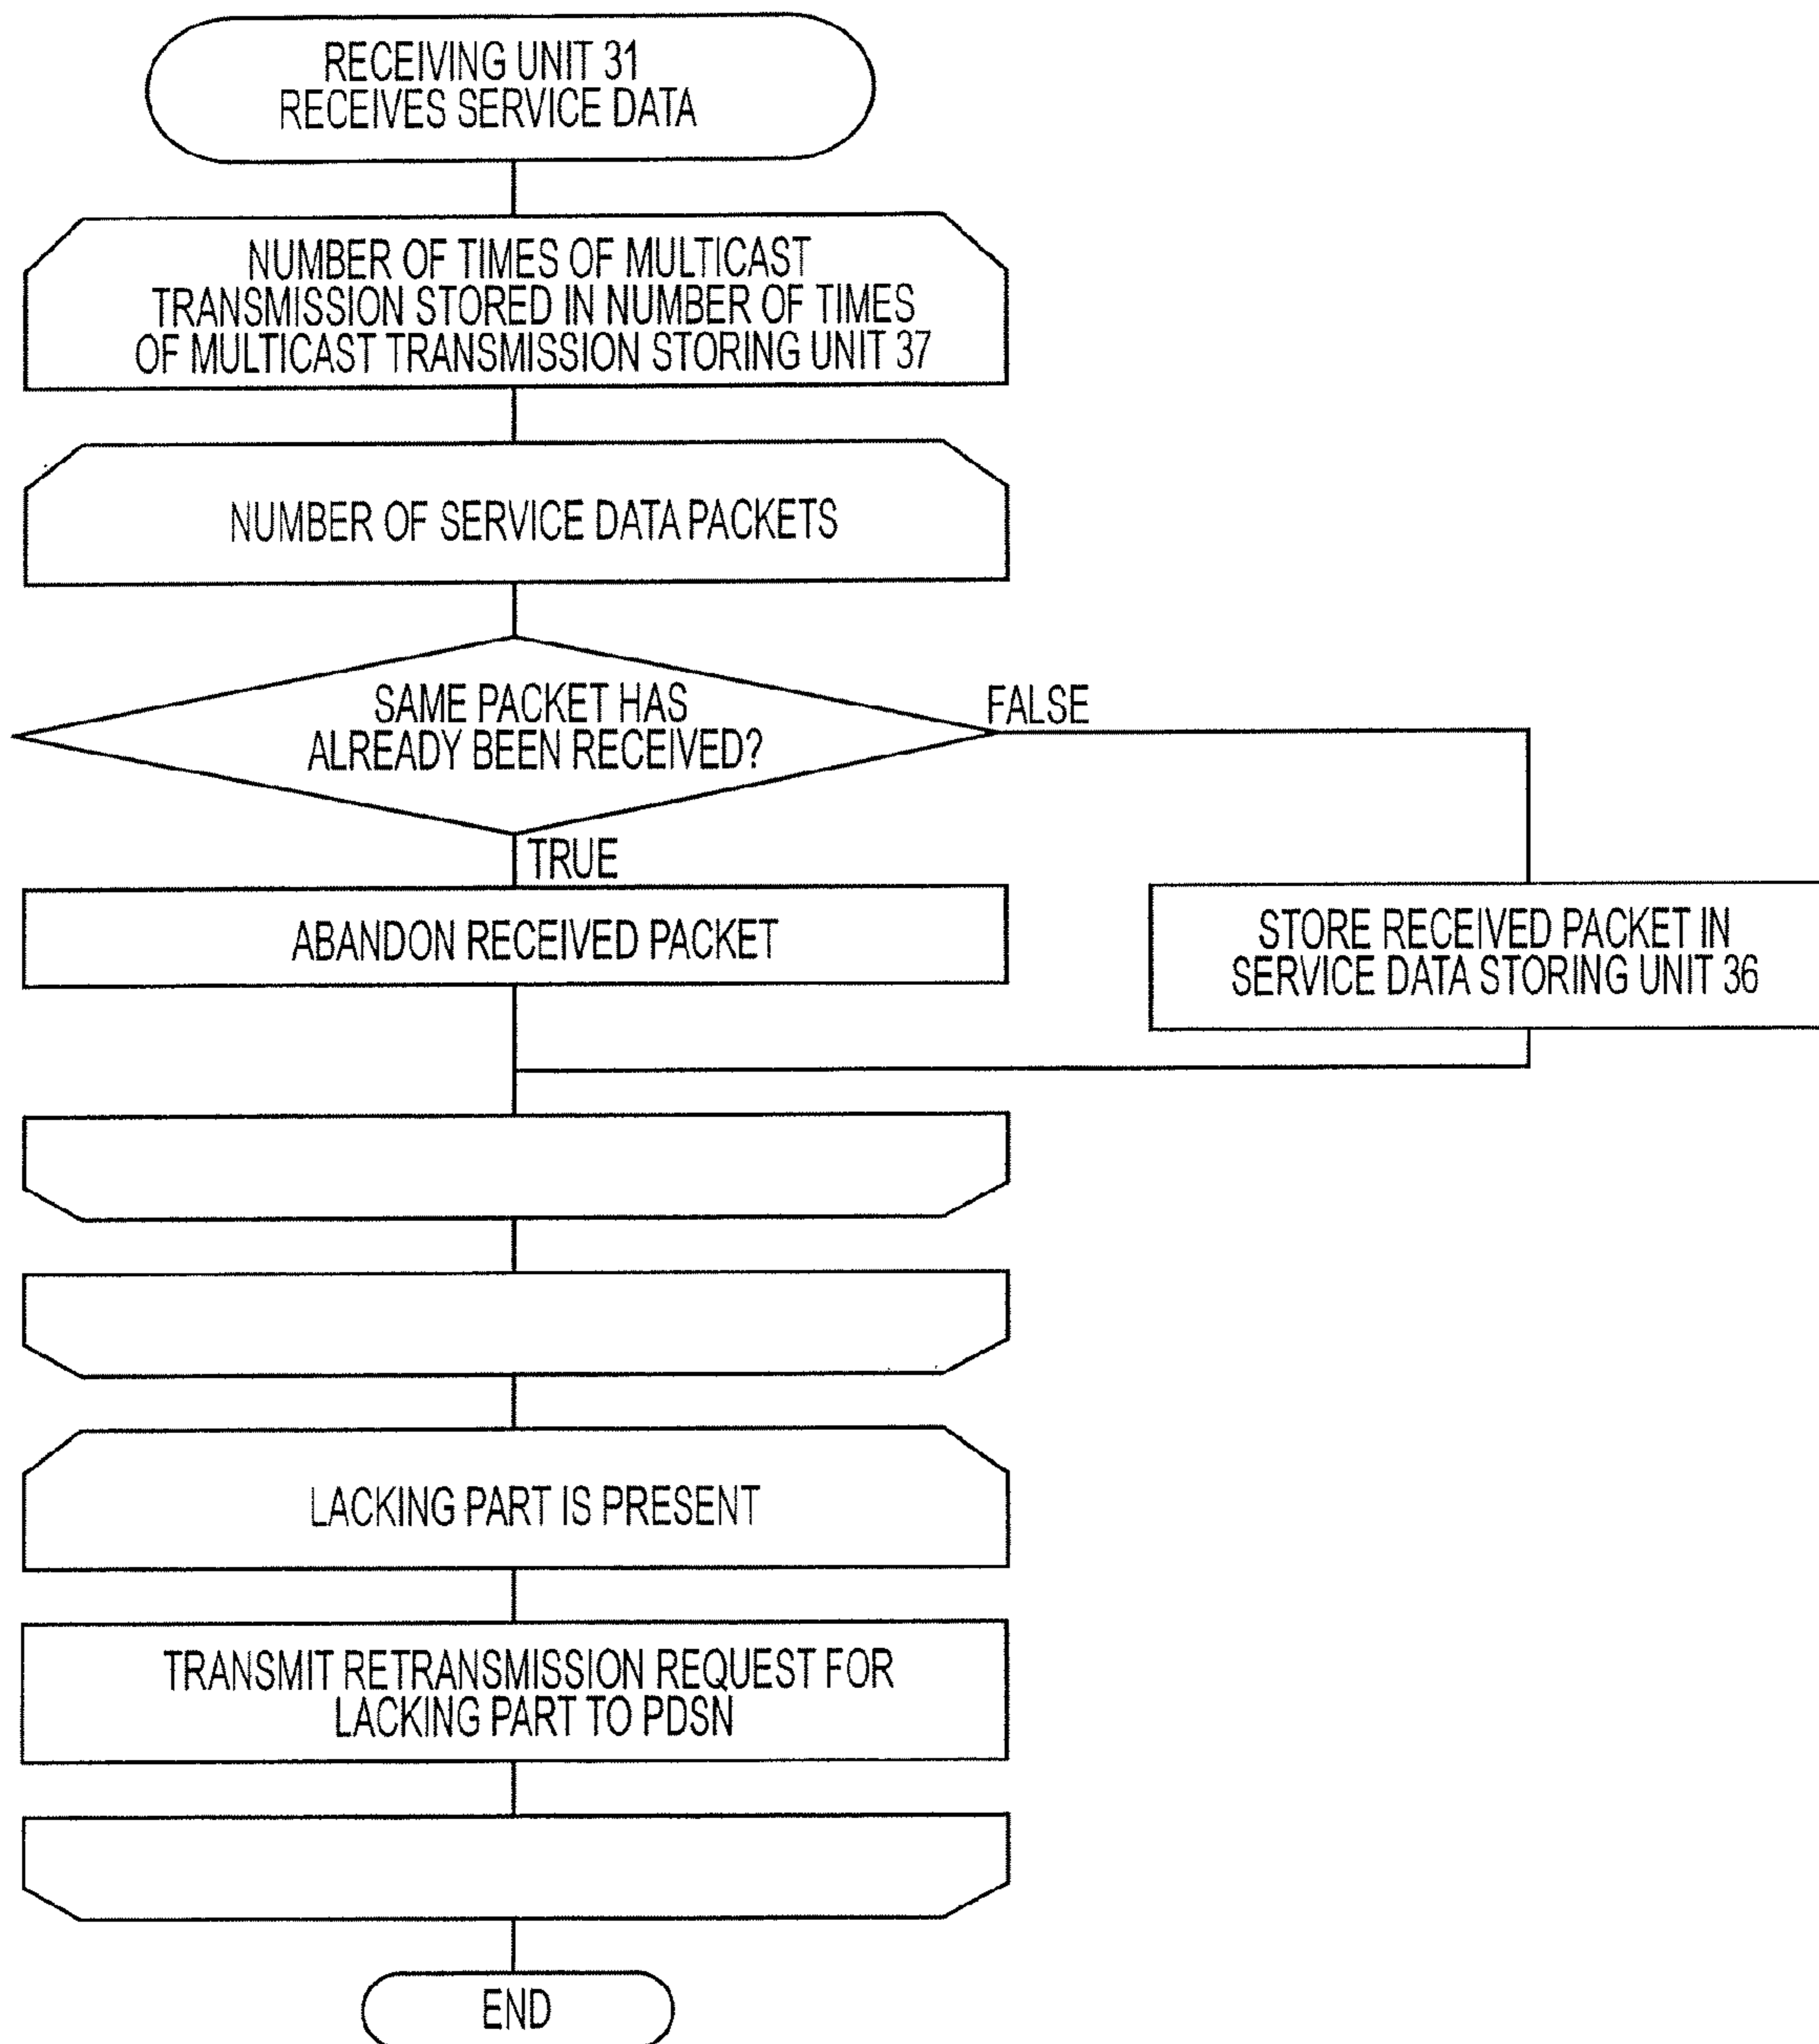 RECEIVING UNIT 31
RECEIVES SERVICE DATA
NUMBER OF TIMES OF MULTICAST
TRANSMISSION STORED IN NUMBER OF TIMES
OF MULTICAST TRANSMISSION STORING UNIT 37
NUMBER OF SERVICE DATA PACKETS
SAME PACKET HAS
ALREADY BEEN RECEIVED?
FALSE
TRUE
ABANDON RECEIVED PACKET
STORE RECEIVED PACKET IN
SERVICE DATA STORING UNIT 36
LACKING PART IS PRESENT
TRANSMIT RETRANSMISSION REQUEST FOR
LACKING PART TO PDSN
END